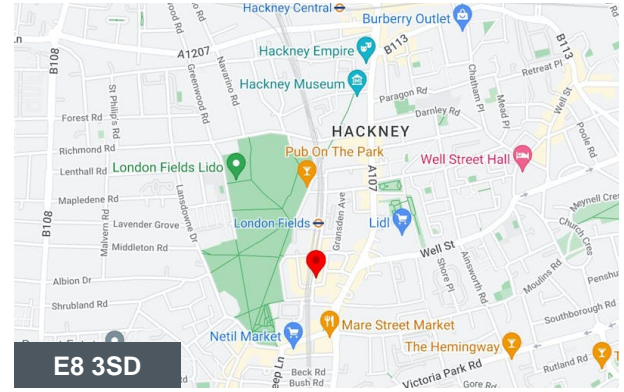 Hackney Central
Burberry Outlet
Hackney Empire
B113
B108
A1207
Hackney Museum
Navarino Rd
Greenwood Rd
B113
Retreat Pl
Chatham Pl
Mead Pl
Well St
Paragon Rd
Darnley Rd
St Philip's Rd
Forest Rd
HACKNEY
Richmond Rd
Pub On The Park
Well Street Hall
Poole Rd
London Fields Lido
Lenthall Rd
A107
Mapledene Rd
Lansdowne Dr
Malvern Rd
Gransden Ave
Meynell Cres
B108
Lavender Grove
London Fields
Lidl
Church Cres
Middleton Rd
Well St
Shore Pl
Ainsworth Rd
Moulins Rd
Albion Dr
Penshu
Shrubland Rd
Southborough Rd
Mare Street Market
Netil Market
The Hemingway
Rutland Rd
E8 3SD
eep Ln
Beck Rd
Bush Rd
Victoria Park Rd
Gore Rd